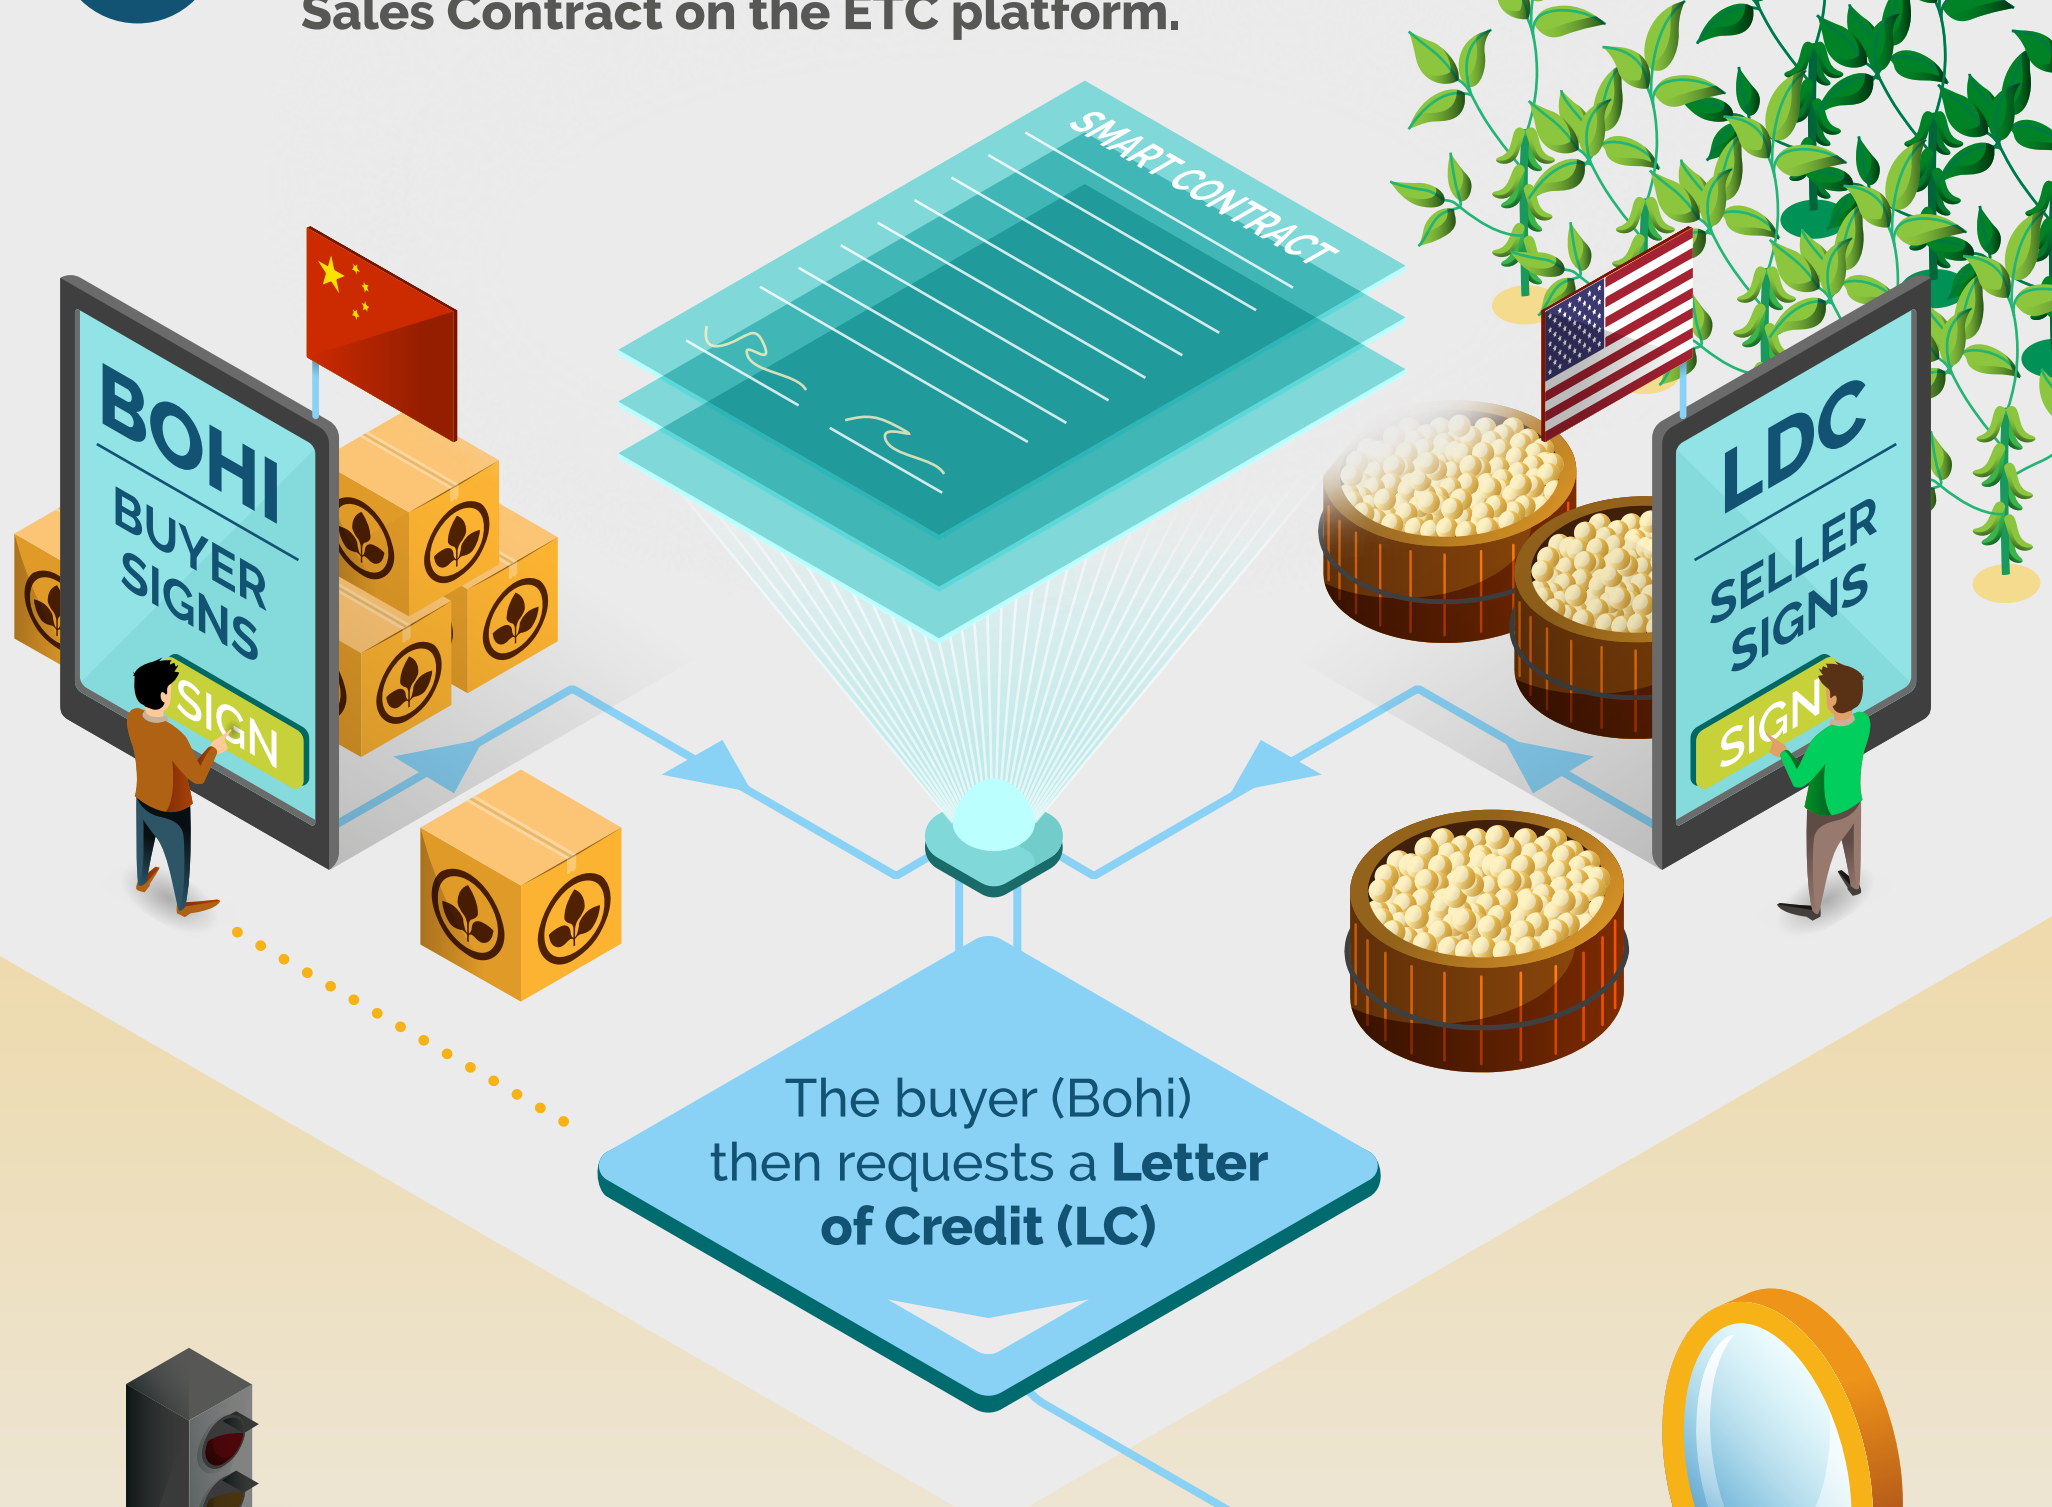 Sales Contract on the ETC platform.
SMART CONTRACT
BOHI
BUYER
SIGNS
SIGN
LDC
SELLER
SIGNS
SIGN
The buyer (Bohi)
then requests a Letter
of Credit (LC)